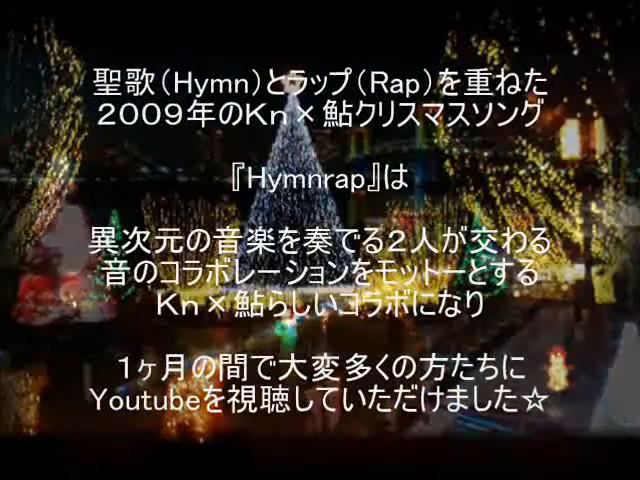 聖歌（Hymn）とラップ（Rap）を重ねた
２００９年のＫｎ×鮎クリスマスソング
『Hymnrap』は
異次元の音楽を奏でる２人が交わる
音のコラボレーションをモットーとする
Ｋｎ×鮎らしいコラボになり
１ヶ月の間で大変多くの方たちに
Youtubeを視聴していただけました☆